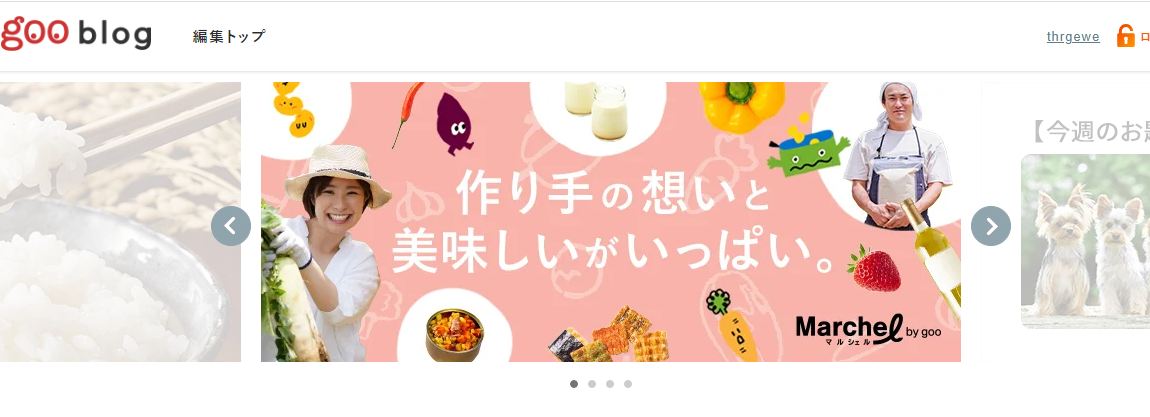 goo blog
編集トップ
thrgewe
ロ
【今週のお題
作り手の想いと
美味しいがいっぱい。
Marchel by goo
マルシェル